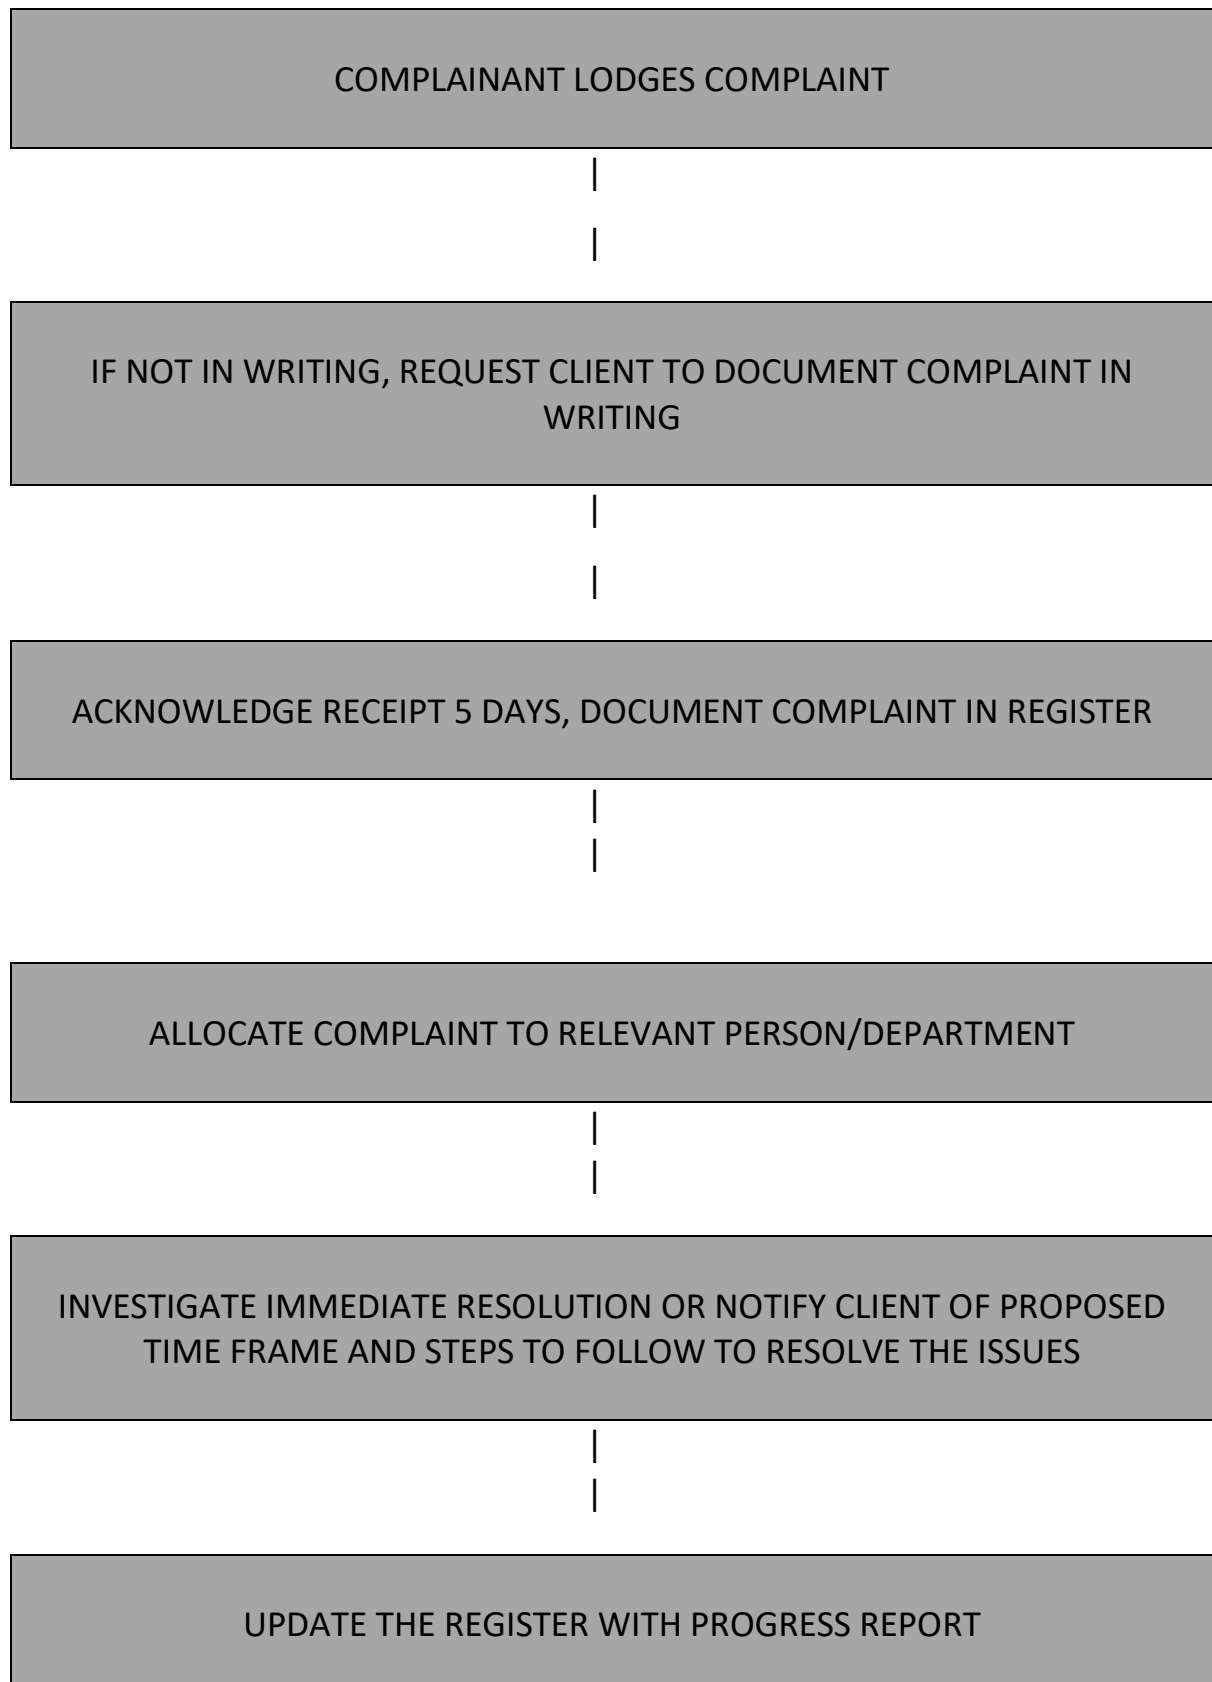 COMPLAINANT LODGES COMPLAINT
|
|
IF NOT IN WRITING, REQUEST CLIENT TO DOCUMENT COMPLAINT IN
WRITING
|
|
ACKNOWLEDGE RECEIPT 5 DAYS, DOCUMENT COMPLAINT IN REGISTER
|
|
ALLOCATE COMPLAINT TO RELEVANT PERSON/DEPARTMENT
|
|
INVESTIGATE IMMEDIATE RESOLUTION OR NOTIFY CLIENT OF PROPOSED
TIME FRAME AND STEPS TO FOLLOW TO RESOLVE THE ISSUES
|
|
UPDATE THE REGISTER WITH PROGRESS REPORT